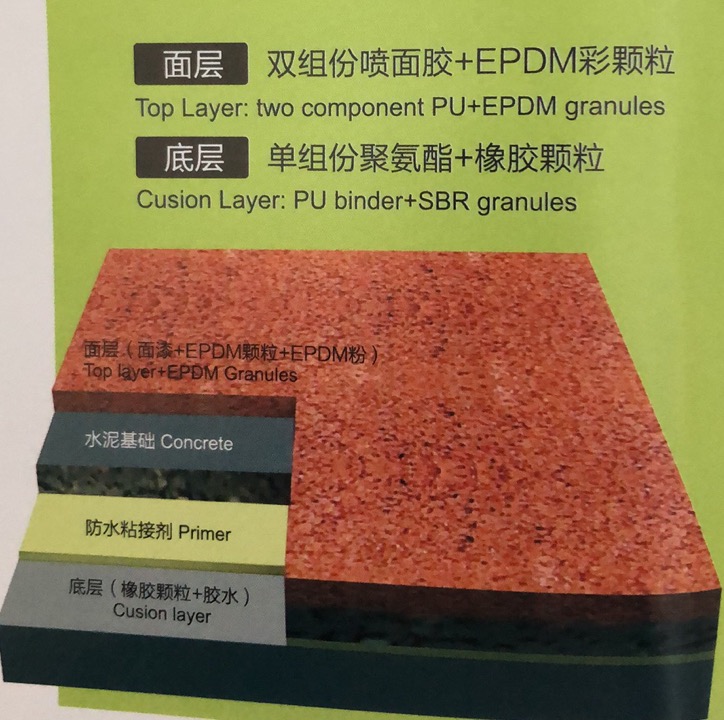 面层 双组份喷面胶+EPDM彩颗粒
Top Layer: two component PU+EPDM granules
底层 单组份聚氨酯+橡胶颗粒
Cusion Layer: PU binder+SBR granules
面层（面漆+EPDM颗粒+EPDM粉）
Top layer+EPDM Granules
水泥基础 Concrete
防水粘接剂 Primer
底层（橡胶颗粒+胶水）
Cusion layer